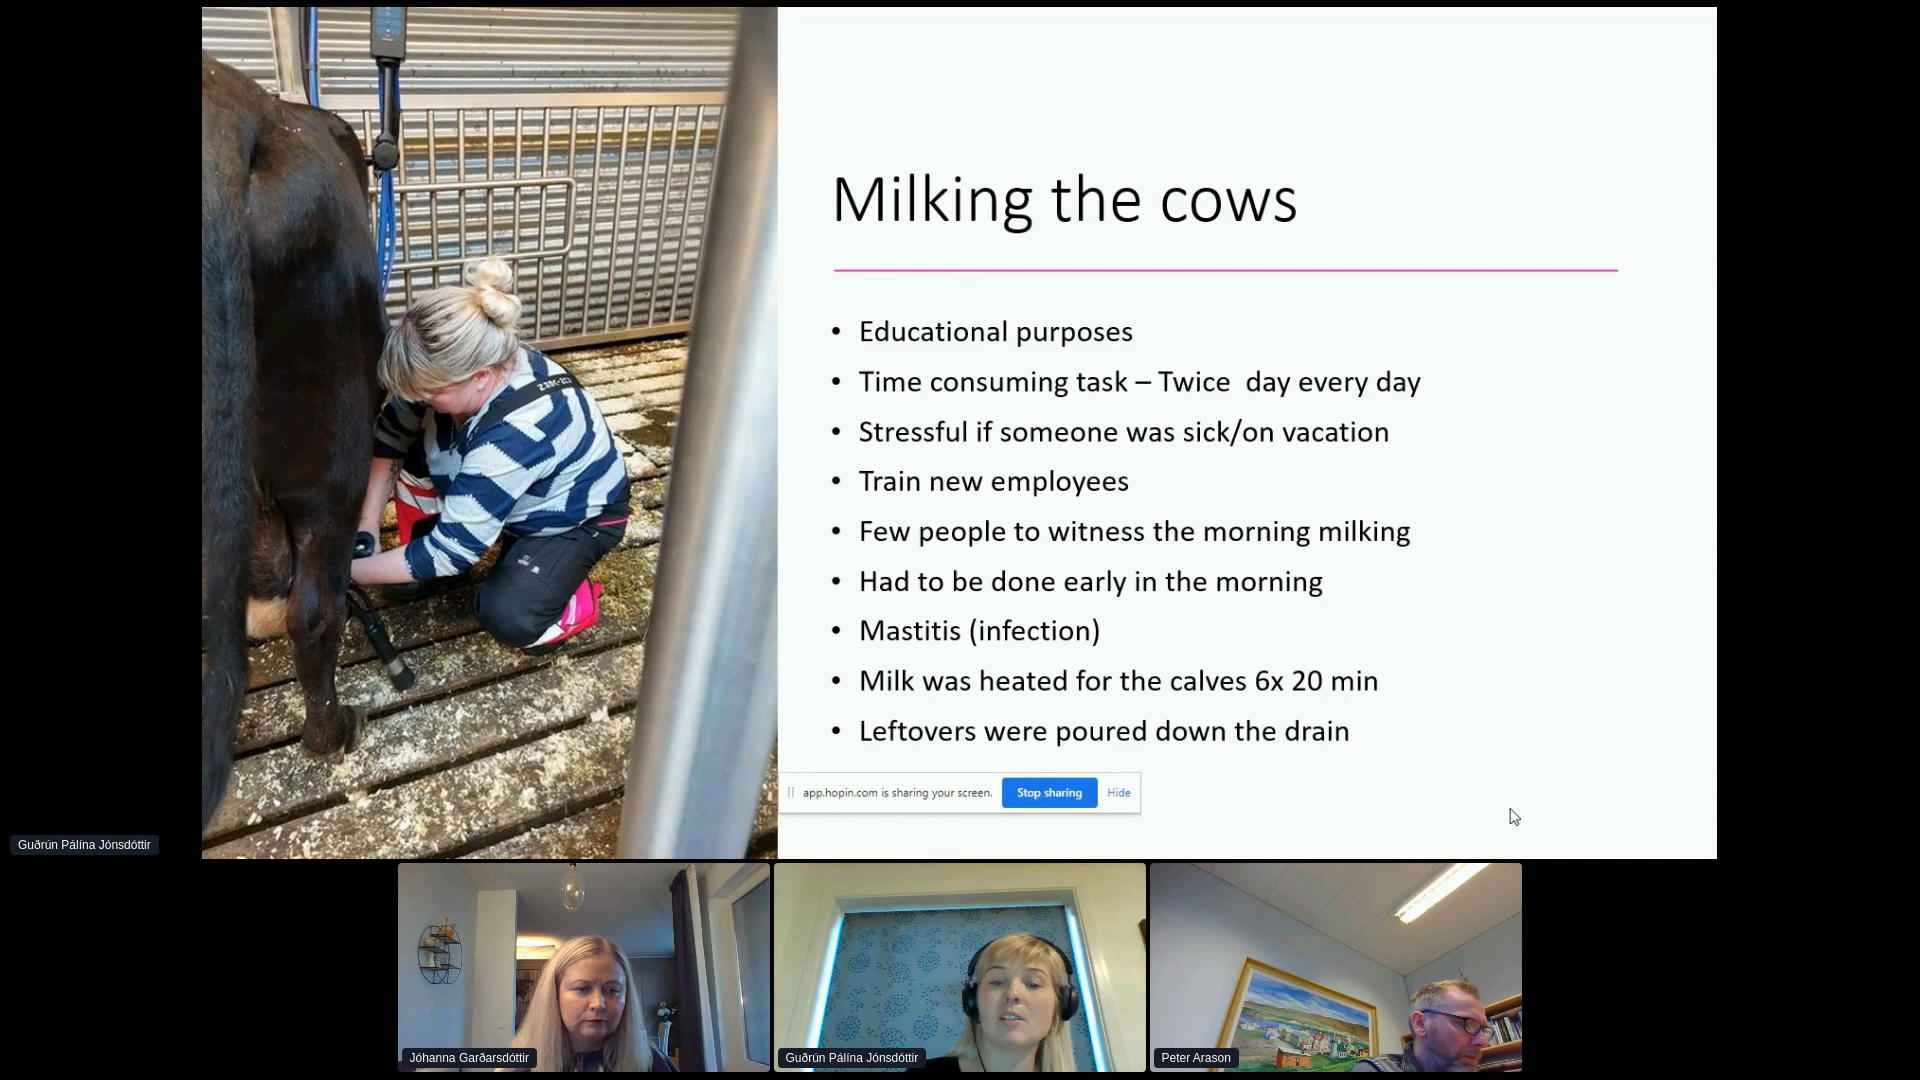 Milking the cows
• Educational purposes
• Time consuming task – Twice  day every day
• Stressful if someone was sick/on vacation
• Train new employees
• Few people to witness the morning milking
• Had to be done early in the morning
• Mastitis (infection)
• Milk was heated for the calves 6x 20 min
• Leftovers were poured down the drain
app.hopin.com is sharing your screen. Stop sharing Hide
Guðrún Pálína Jónsdóttir
Jóhanna Garðarsdóttir
Guðrún Pálína Jónsdóttir
Peter Arason